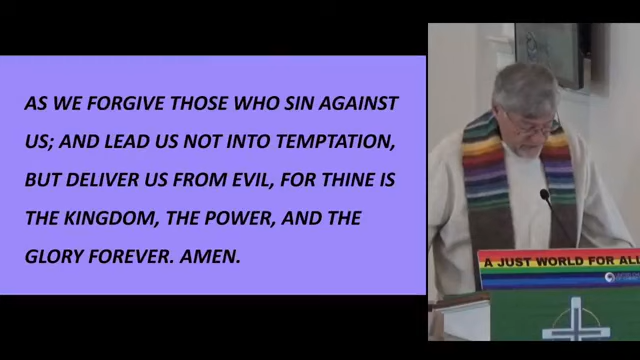 AS WE FORGIVE THOSE WHO SIN AGAINST
US; AND LEAD US NOT INTO TEMPTATION,
BUT DELIVER US FROM EVIL, FOR THINE IS
THE KINGDOM, THE POWER, AND THE
GLORY FOREVER. AMEN.
A JUST WORLD FOR ALL